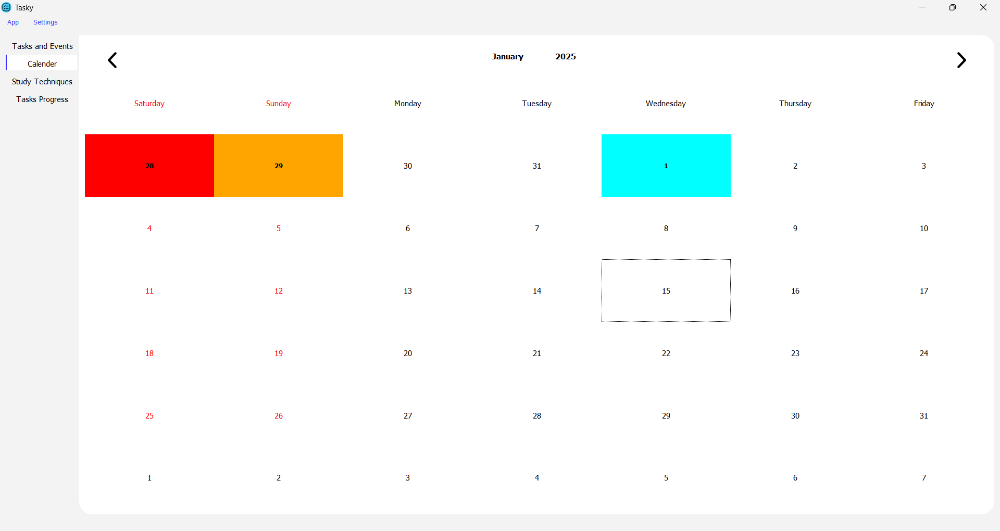 Tasky
App Settings
Tasks and Events
Calender
Study Techniques
Tasks Progress
January 2025
Saturday Sunday Monday Tuesday Wednesday Thursday Friday
28 29 30 31 1 2 3
4 5 6 7 8 9 10
11 12 13 14 15 16 17
18 19 20 21 22 23 24
25 26 27 28 29 30 31
1 2 3 4 5 6 7